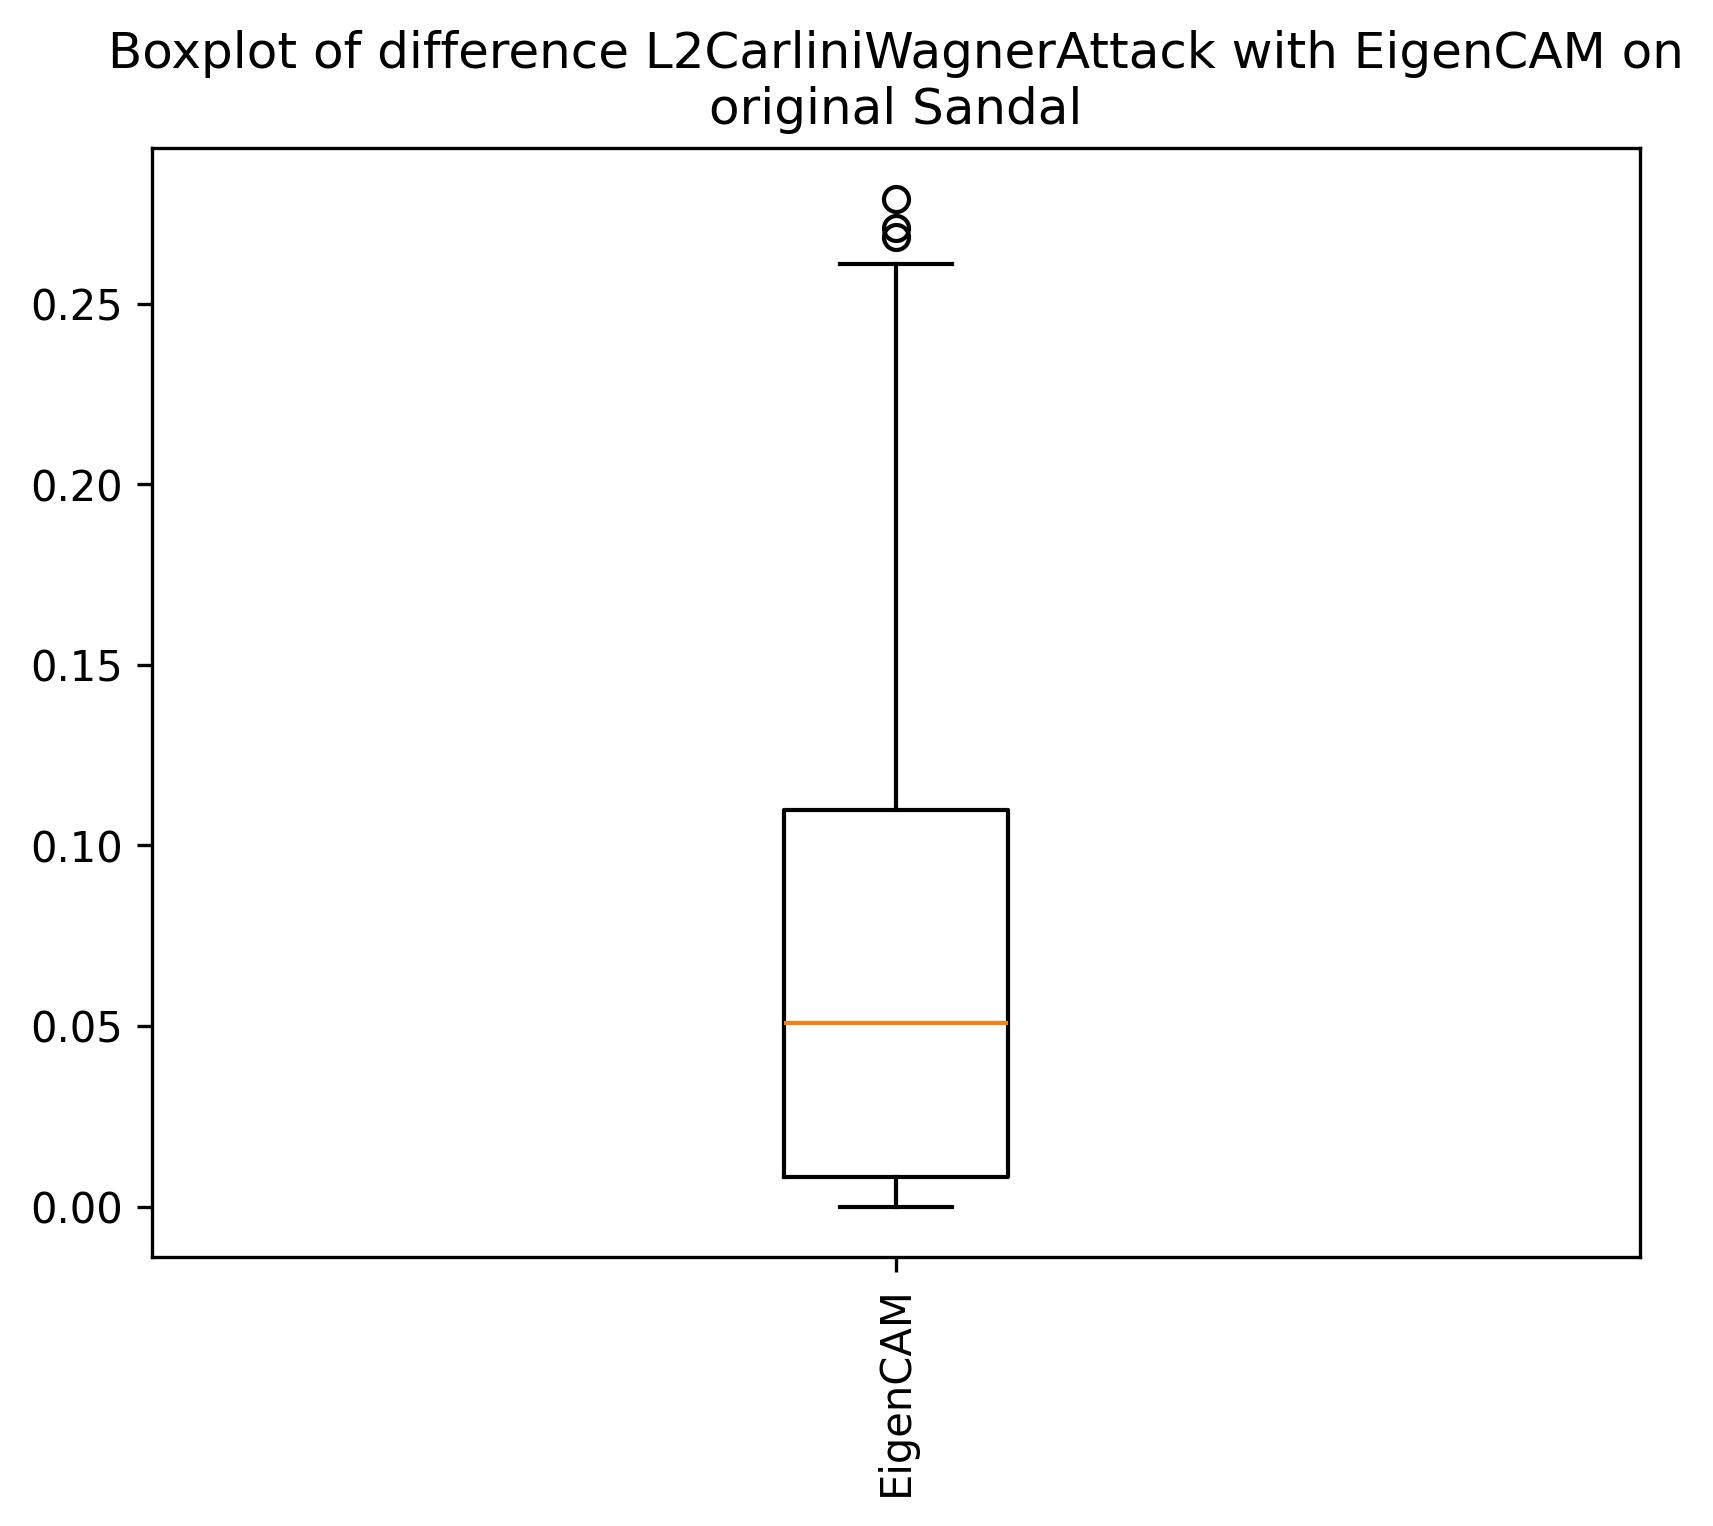 Boxplot of difference L2CarliniWagnerAttack with EigenCAM on
original Sandal
0.25
0.20
0.15
0.10
0.05
0.00
EigenCAM